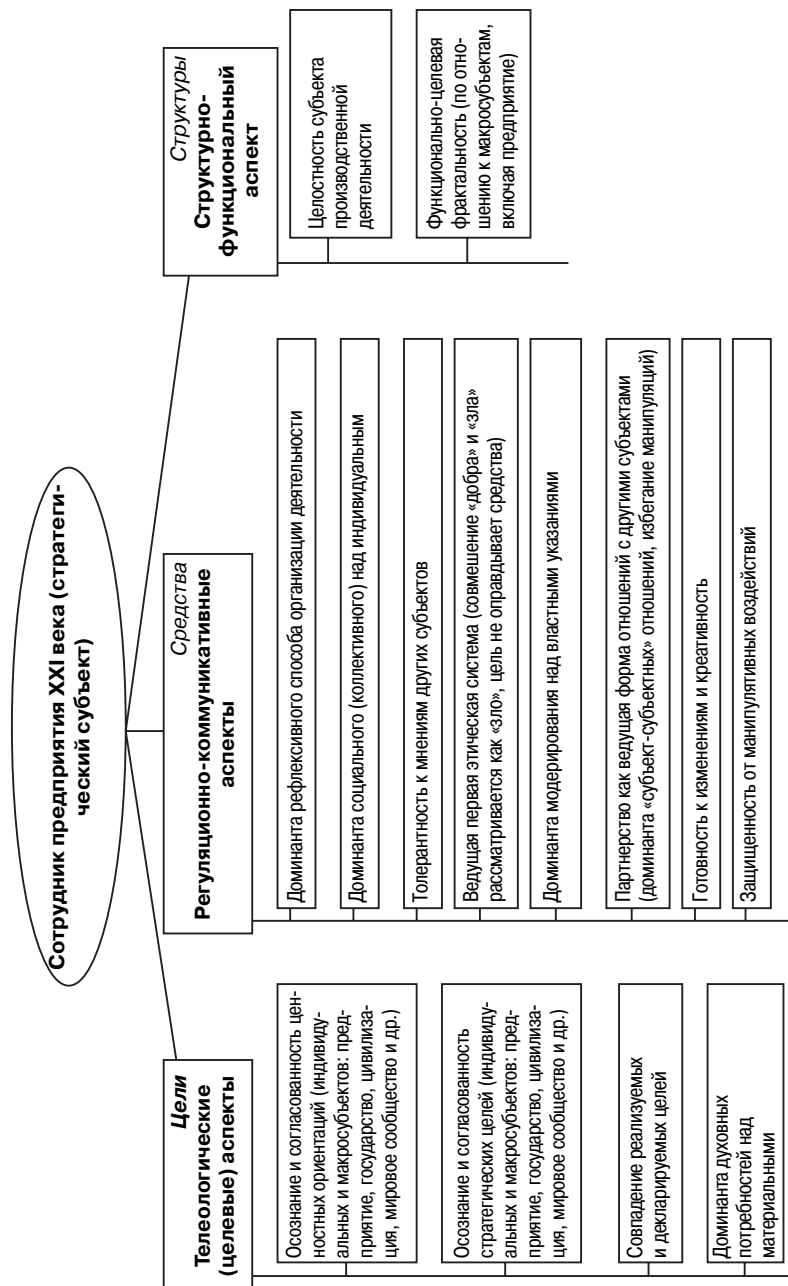 Сотрудник предприятия XXI века (стратеги-
ческий субъект)
Цели
Телеологические
(целевые) аспекты
Осознание и согласованность цен-
ностных ориентаций (индивиду-
альных и макросубъектов: пред-
приятие, государство, цивилиза-
ция, мировое сообщество и др.)
Осознание и согласованность
стратегических целей (индивиду-
альных и макросубъектов: пред-
приятие, государство, цивилиза-
ция, мировое сообщество и др.)
Совпадение реализуемых
и декларируемых целей
Доминанта духовных
потребностей над
материальными
Средства
Регуляционно-коммуникативные
аспекты
Доминанта рефлексивного способа организации деятельности
Доминанта социального (коллективного) над индивидуальным
Толерантность к мнениям других субъектов
Ведущая первая этическая система (совмешение «добра» и «зла»
рассматривается как «зло», цель не оправдывает средства)
Доминанта модерирования над властными указаниями
Партнерство как ведущая форма отношений с другими субъектами
(доминанта «субъект-субъектных» отношений, избегание манипуляций)
Готовность к изменениям и креативность
Защищенность от манипулятивных воздействий
Структуры
Структурно-
функциональный
аспект
Целостность субъекта
производственной
деятельности
Функционально-целевая
фрактальность (по отно-
шению к макросубъектам,
включая предприятие)